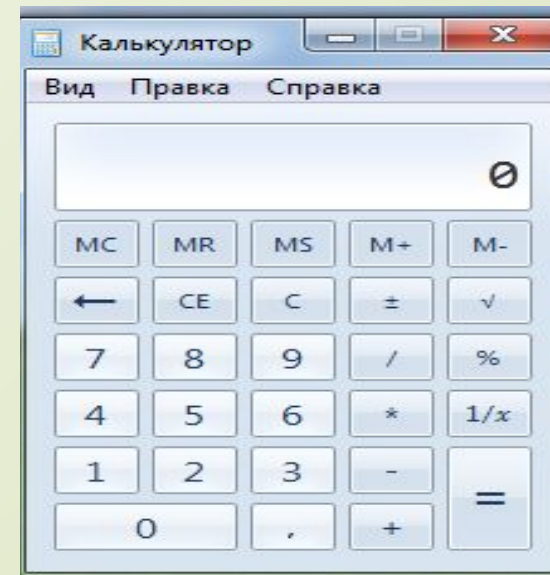 Калькулятор
Вид Правка Справка
0
MC MR MS M+ M-
← CE C ± √
7 8 9 / %
4 5 6 * 1/x
1 2 3 - =
0 , +